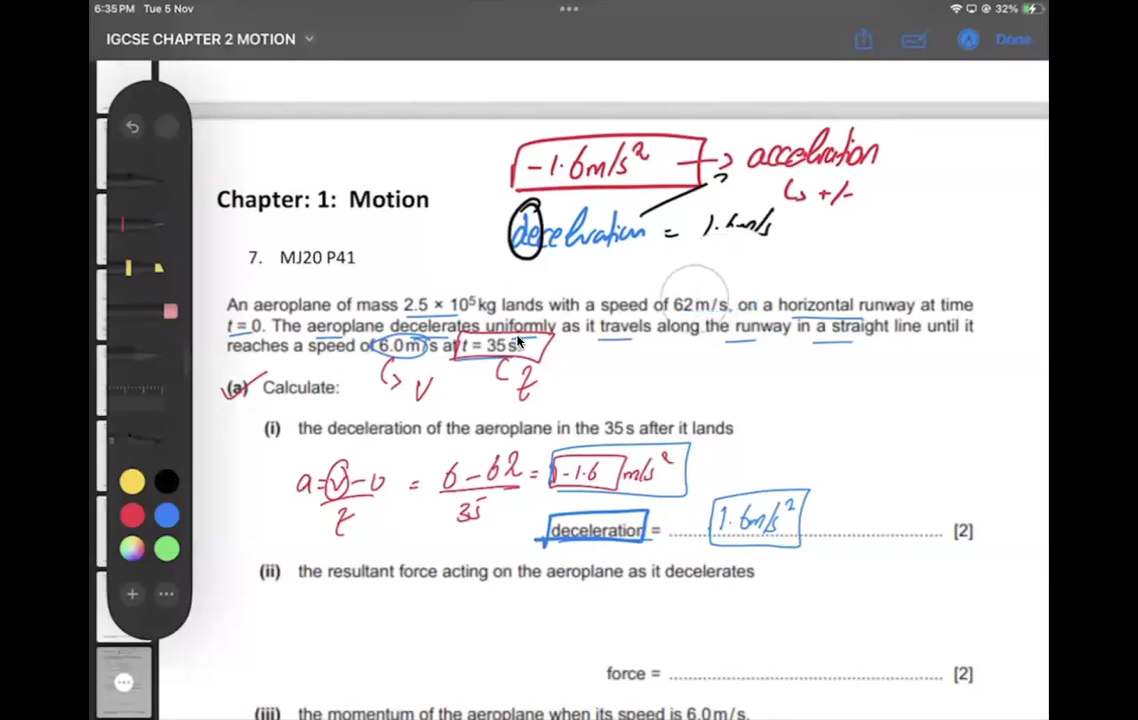 6:35PM Tue 5 Nov
32%
IGCSE CHAPTER 2 MOTION
Done
-1.6m/s² → acceleration
↳ +/-
Chapter: 1: Motion
decelration = 1.6m/s
7. MJ20 P41
An aeroplane of mass 2.5 × 10⁵ kg lands with a speed of 62 m/s, on a horizontal runway at time
t = 0. The aeroplane decelerates uniformly as it travels along the runway in a straight line until it
reaches a speed of 6.0 m/s at t = 35 s.
v
t
(a) Calculate:
(i) the deceleration of the aeroplane in the 35 s after it lands
a = v-u/t = 6-62/35 = -1.6 m/s²
deceleration = 1.6m/s² [2]
(ii) the resultant force acting on the aeroplane as it decelerates
force = [2]
(iii) the momentum of the aeroplane when its speed is 6.0 m/s.